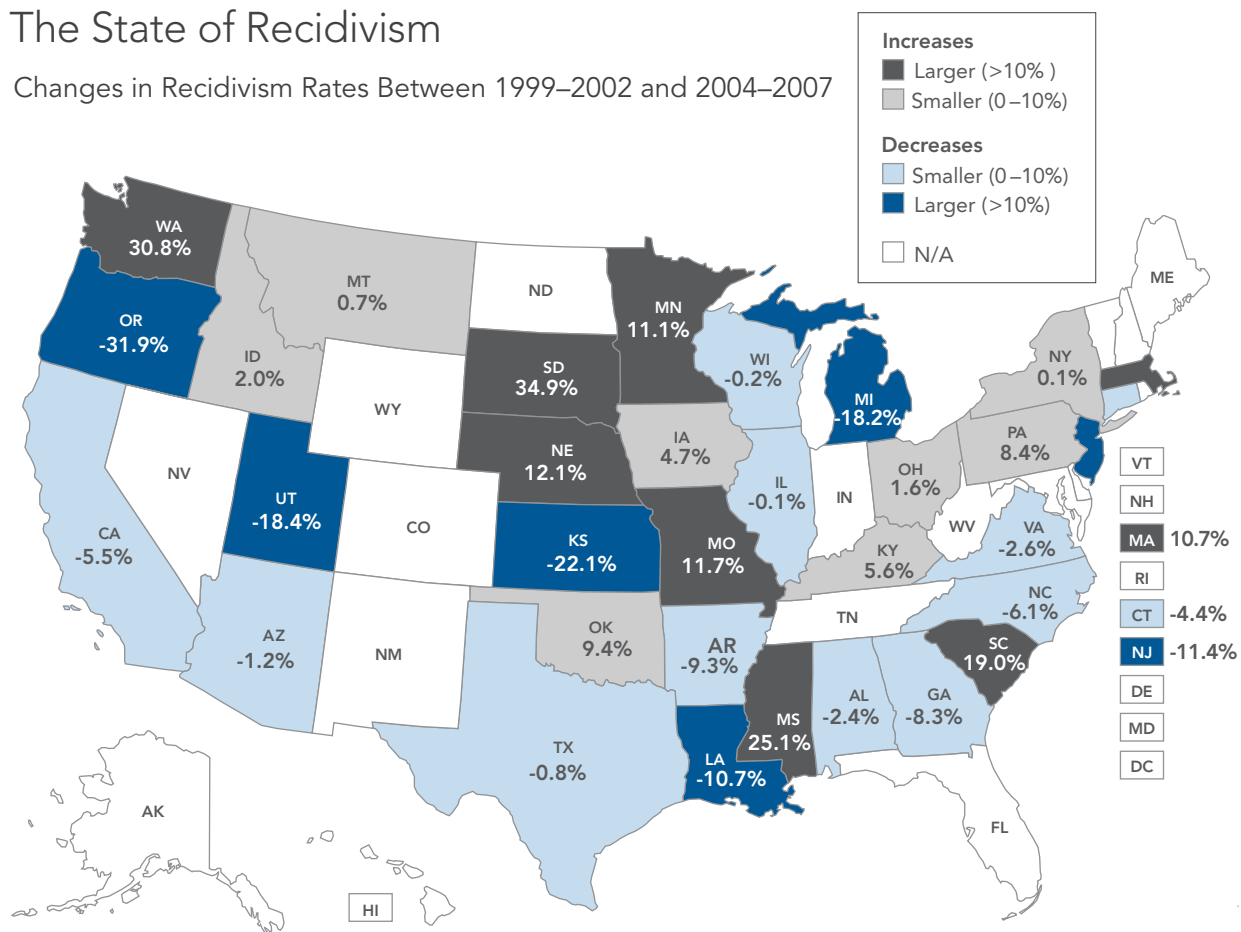 The State of Recidivism
Changes in Recidivism Rates Between 1999–2002 and 2004–2007
Increases
Larger (>10% )
Smaller (0–10%)
Decreases
Smaller (0–10%)
Larger (>10%)
N/A
WA
30.8%
OR
-31.9%
CA
-5.5%
ID
2.0%
NV
MT
0.7%
WY
UT
-18.4%
AZ
-1.2%
CO
NM
ND
SD
34.9%
NE
12.1%
KS
-22.1%
OK
9.4%
TX
-0.8%
MN
11.1%
IA
4.7%
MO
11.7%
AR
-9.3%
LA
-10.7%
WI
-0.2%
IL
-0.1%
MS
25.1%
MI
-18.2%
IN
KY
5.6%
TN
AL
-2.4%
OH
1.6%
WV
GA
-8.3%
FL
SC
19.0%
NC
-6.1%
VA
-2.6%
PA
8.4%
NY
0.1%
ME
VT
NH
MA 10.7%
RI
CT -4.4%
NJ -11.4%
DE
MD
DC
AK
HI